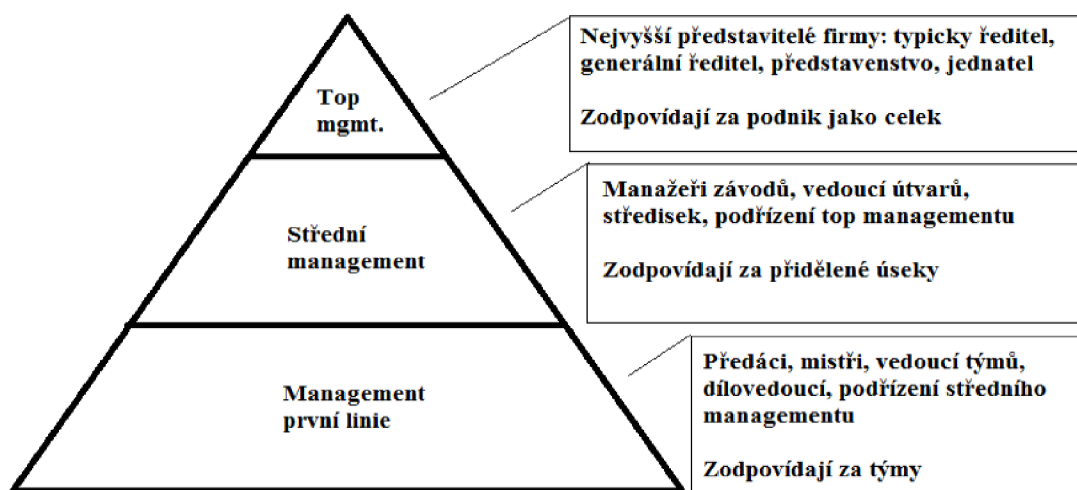 Top
mgmt.
Nejvyšší představitelé firmy: typicky ředitel,
generální ředitel, představenstvo, jednatel
Zodpovídají za podnik jako celek
Střední
management
Manažeři závodů, vedoucí útvarů,
středisek, podřízení top managementu
Zodpovídají za přidělené úseky
Management
první linie
Předáci, mistři, vedoucí týmů,
dílovedoucí, podřízení středního
managementu
Zodpovídají za týmy